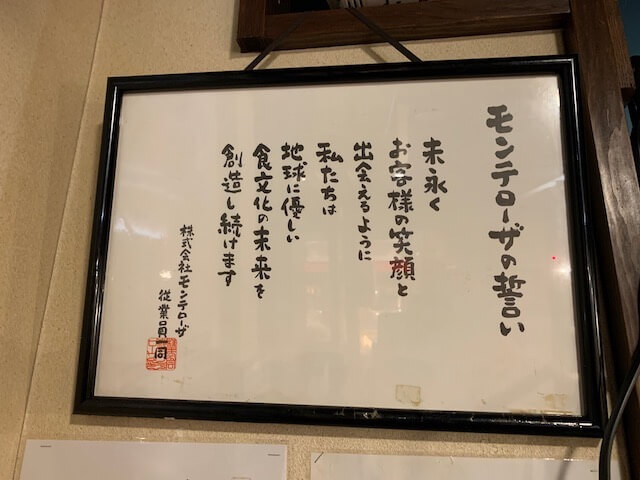 モンテローザの誓い
末永く
お客様の笑顔と
出会えるように
私たちは
地球に優しい
食文化の未来を
創造し続けます
株式会社モンテローザ
従業員一同